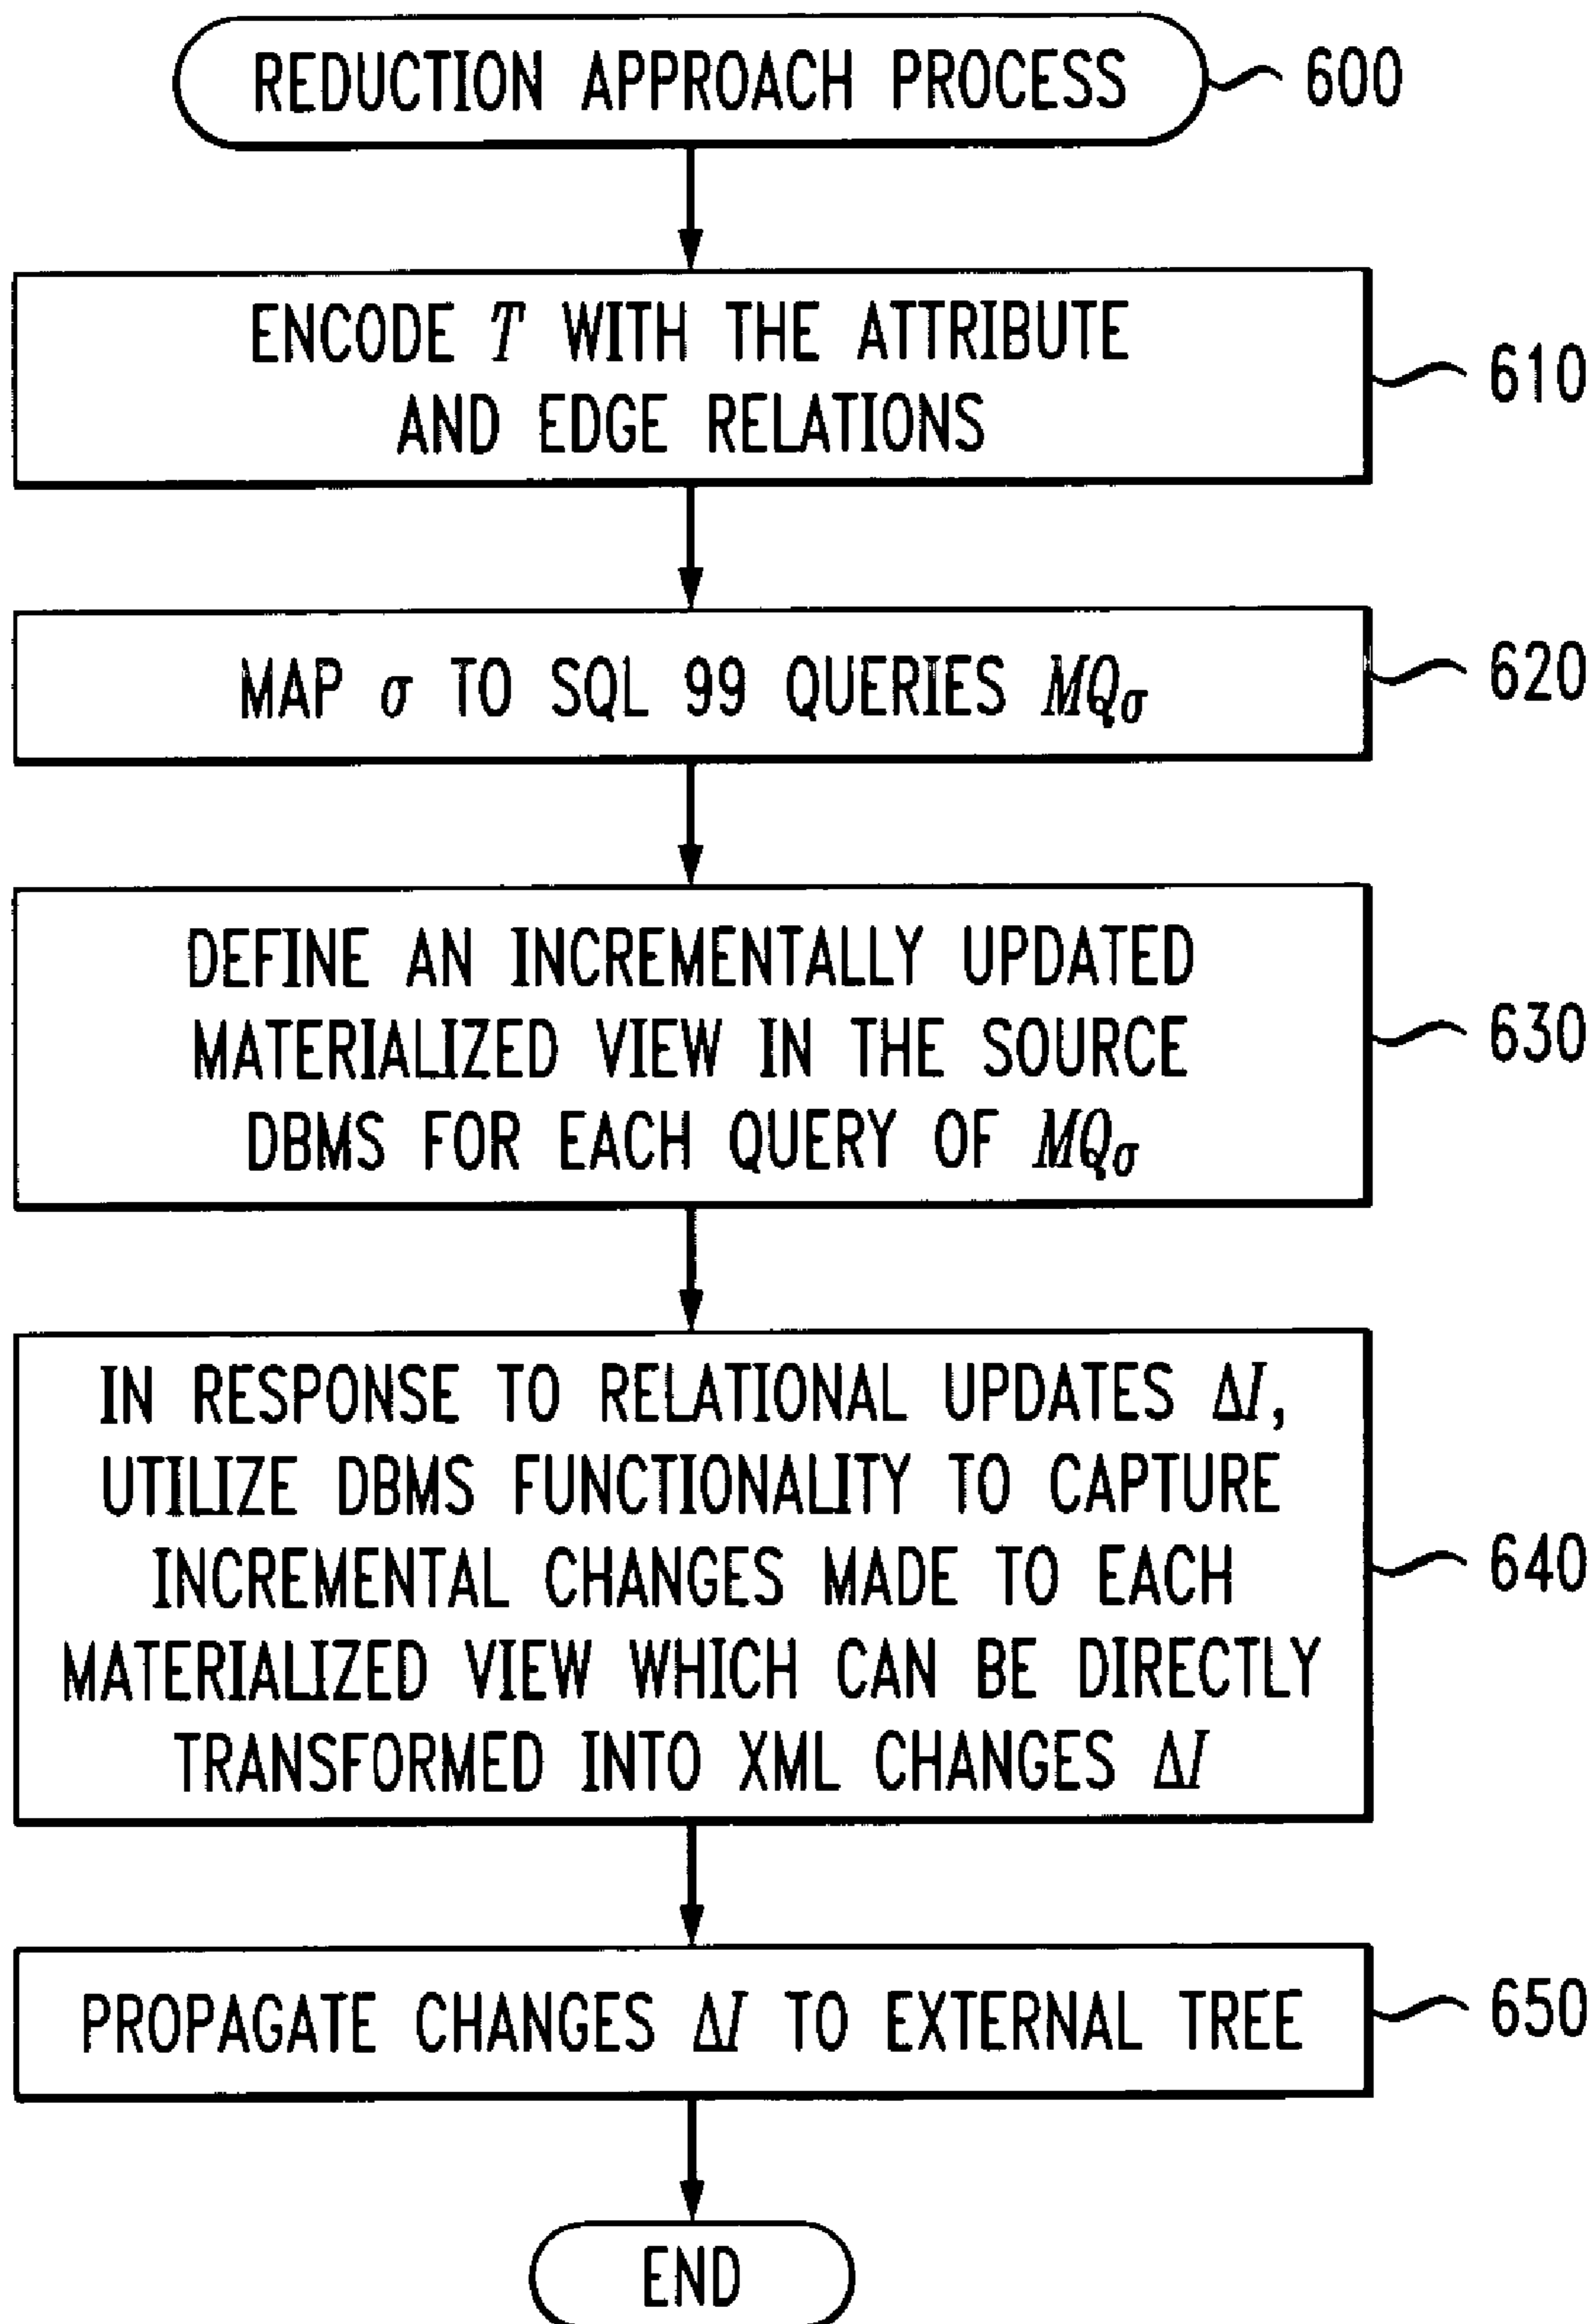 REDUCTION APPROACH PROCESS
600
ENCODE T WITH THE ATTRIBUTE
AND EDGE RELATIONS
610
MAP σ TO SQL 99 QUERIES MQσ
620
DEFINE AN INCREMENTALLY UPDATED
MATERIALIZED VIEW IN THE SOURCE
DBMS FOR EACH QUERY OF MQσ
630
IN RESPONSE TO RELATIONAL UPDATES ΔI,
UTILIZE DBMS FUNCTIONALITY TO CAPTURE
INCREMENTAL CHANGES MADE TO EACH
MATERIALIZED VIEW WHICH CAN BE DIRECTLY
TRANSFORMED INTO XML CHANGES ΔI
640
PROPAGATE CHANGES ΔI TO EXTERNAL TREE
650
END